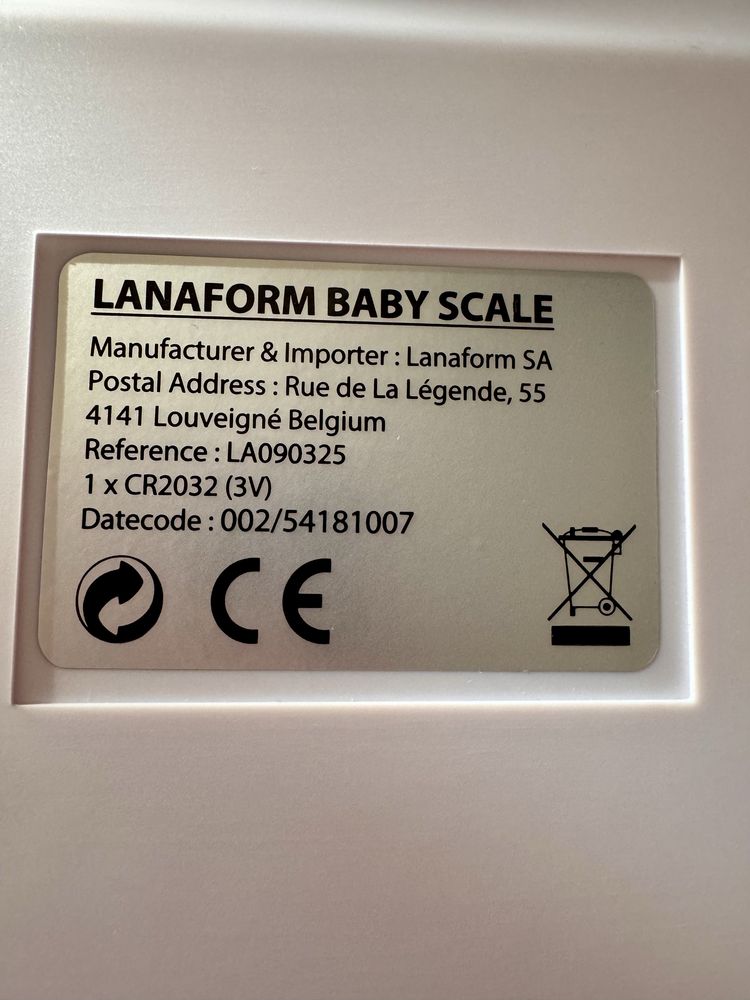 LANAFORM BABY SCALE
Manufacturer & Importer : Lanaform SA
Postal Address : Rue de La Légende, 55
4141 Louveigné Belgium
Reference : LA090325
1 x CR2032 (3V)
Datecode : 002/54181007
CE